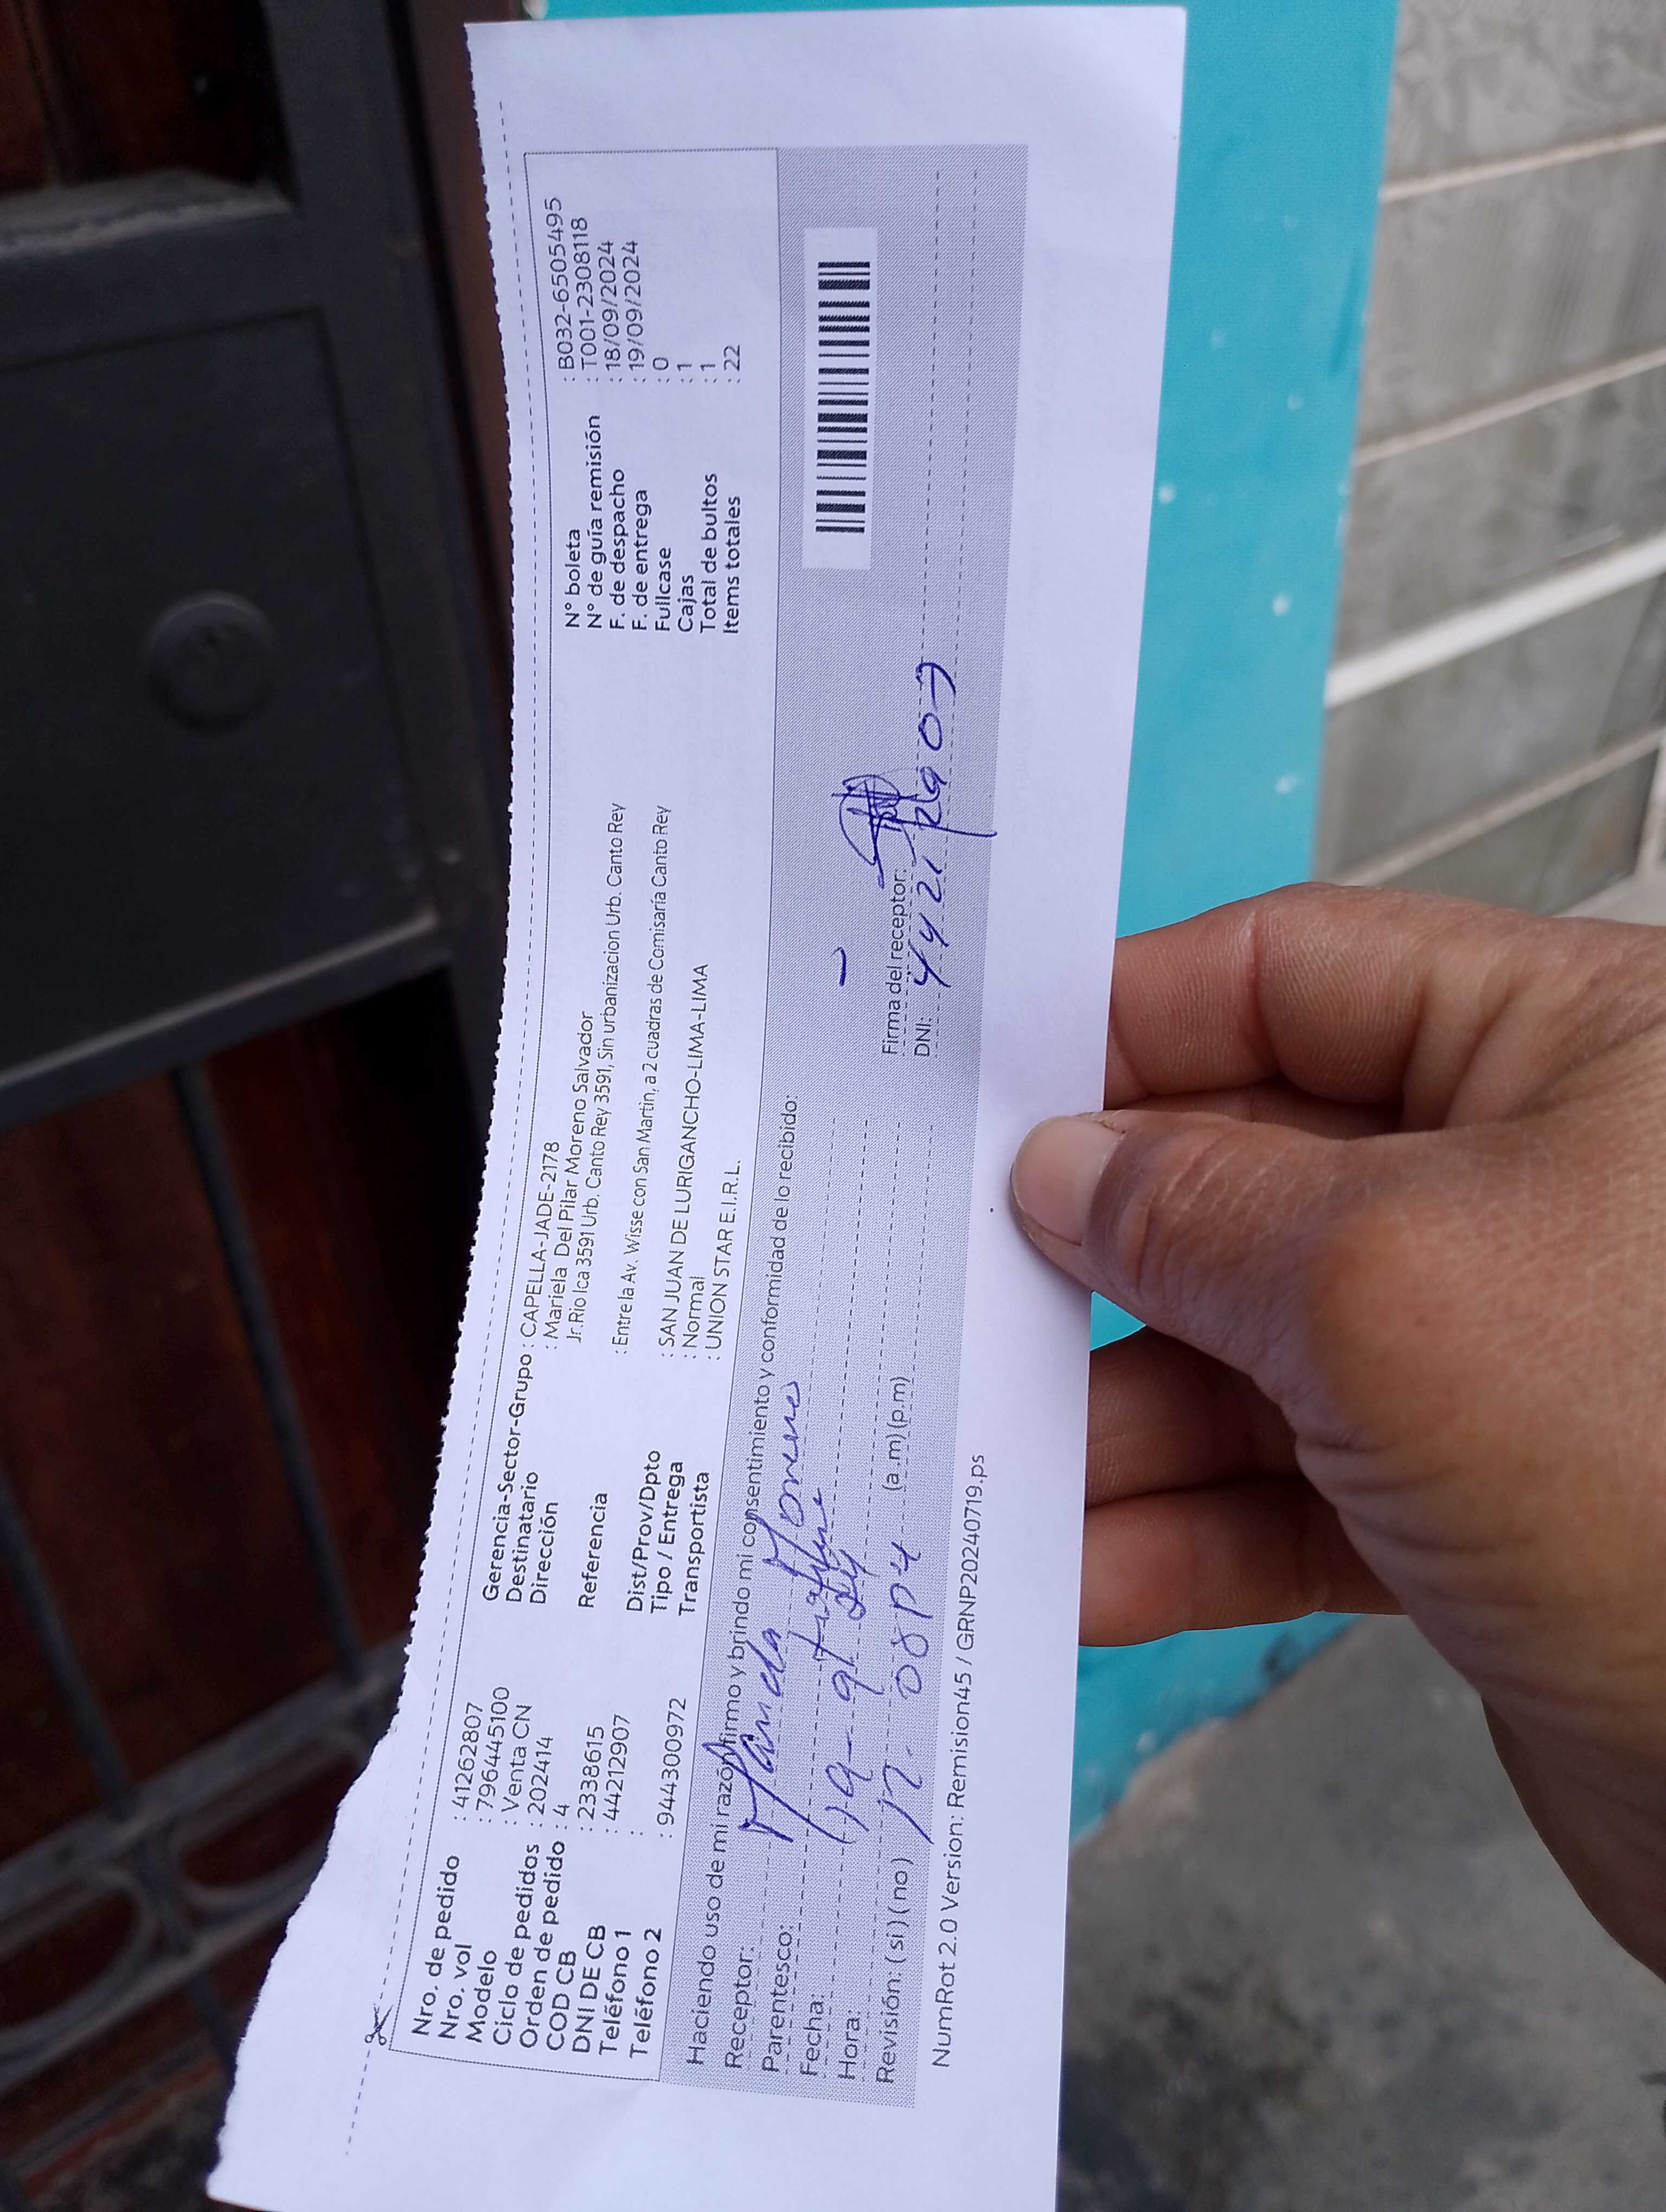 Nro. de pedido : 41262807
Nro. vol : 796445100
Modelo : Venta CN
Ciclo de pedidos : 202414
Orden de pedido : 4
COD CB : 2338615
DNI DE CB : 44212907
Teléfono 1 :
Teléfono 2 : 944300972
Gerencia-Sector-Grupo : CAPELLA-JADE-2178
Destinatario : Mariela Del Pilar Moreno Salvador
Dirección Jr.Rio Ica 3591 Urb. Canto Rey 3591, Sin urbanizacion Urb. Canto Rey
Referencia : Entre la Av. Wisse con San Martin, a 2 cuadras de Comisaría Canto Rey
Dist/Prov/Dpto : SAN JUAN DE LURIGANCHO-LIMA-LIMA
Tipo / Entrega : Normal
Transportista : UNION STAR E.I.R.L.
N° boleta : B032-6505495
N° de guía remisión : T001-2308118
F. de despacho : 18/09/2024
F. de entrega : 19/09/2024
Fullcase : 0
Cajas : 1
Total de bultos : 1
Items totales : 22
Haciendo uso de mi razón firmo y brindo mi consentimiento y conformidad de lo recibido:
Receptor: Moreno
Parentesco:
Fecha: 19-9
Hora: 12.08 (a.m)(p.m)
Revisión: (si)(no)
Firma del receptor:
DNI:
NumRot 2.0 Version: Remision45 / GRNP20240719.ps